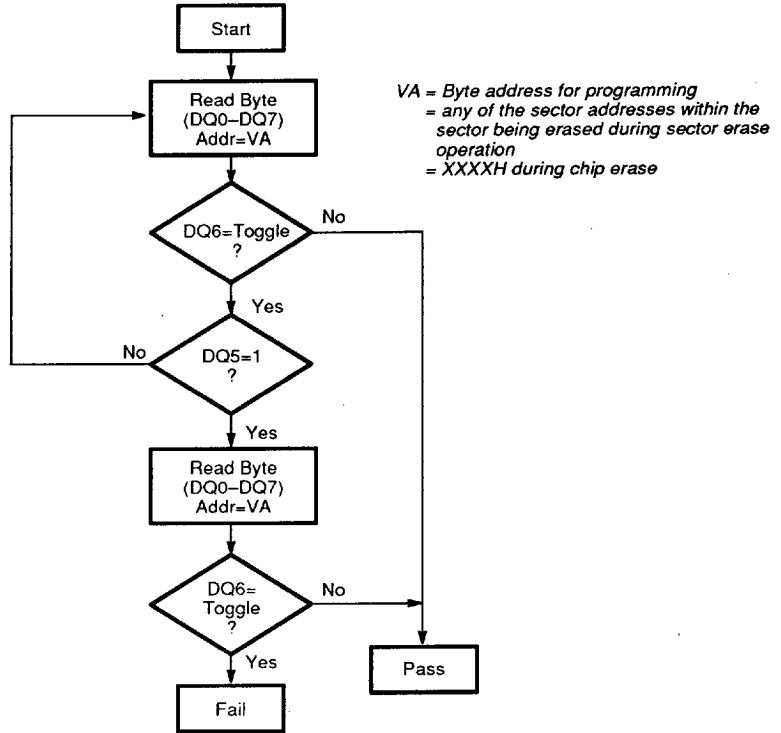 Start
Read Byte
(DQ0–DQ7)
Addr=VA
VA = Byte address for programming
= any of the sector addresses within the
sector being erased during sector erase
operation
= XXXXH during chip erase
DQ6=Toggle
?
No
Yes
DQ5=1
?
No
Yes
Read Byte
(DQ0–DQ7)
Addr=VA
DQ6=
Toggle
?
No
Yes
Pass
Fail